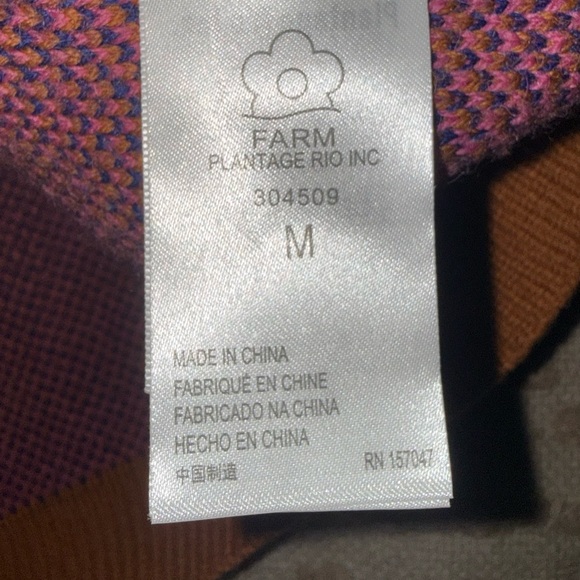 FARM
PLANTAGE RIO INC
304509
M
MADE IN CHINA
FABRIQUÉ EN CHINE
FABRICADO NA CHINA
HECHO EN CHINA
中国制造
RN 157047